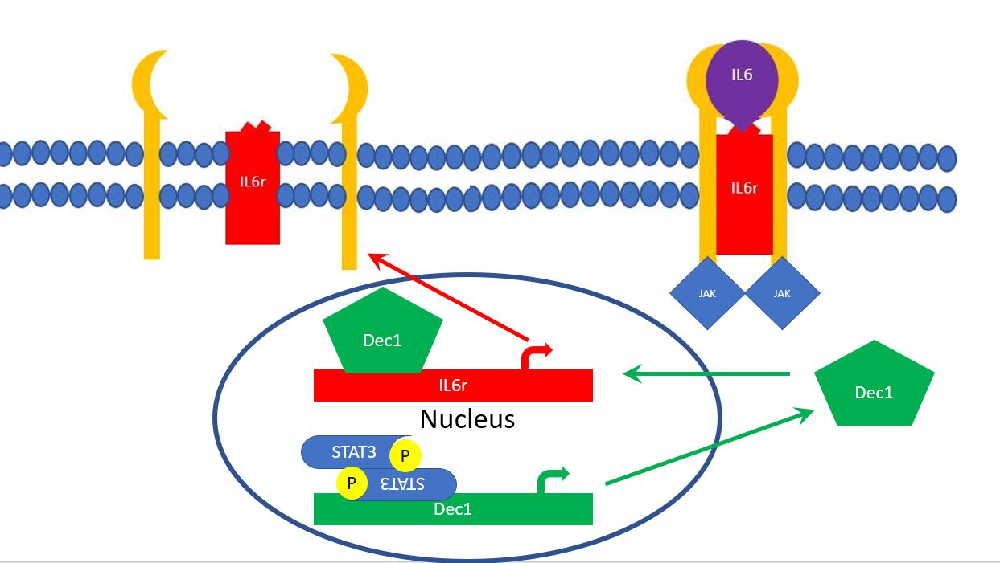 IL6
IL6r
IL6r
JAK
JAK
Dec1
IL6r
Dec1
Nucleus
STAT3
P
P
STAT3
Dec1